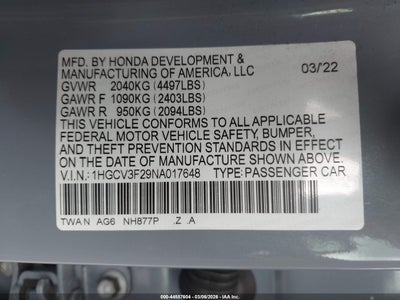 MFD. BY HONDA DEVELOPMENT &
MANUFACTURING OF AMERICA, LLC
03/22
GVWR 2040KG (4497LBS)
GAWR F 1090KG (2403LBS)
GAWR R 950KG (2094LBS)
THIS VEHICLE CONFORMS TO ALL APPLICABLE
FEDERAL MOTOR VEHICLE SAFETY, BUMPER,
AND THEFT PREVENTION STANDARDS IN EFFECT
ON THE DATE OF MANUFACTURE SHOWN ABOVE.
V.I.N.: 1HGCV3F29NA017648 TYPE: PASSENGER CAR
TWA N AG6 NH877P .Z .A
000-44557604 | 03/06/2026 | IAA, Inc.